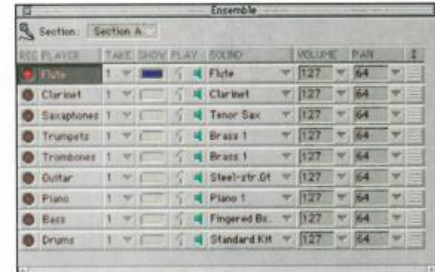 Ensemble
Section: Section A
REC PLAYER TAKE SHOW PLAY SOUND VOLUME PAN
Flute 1 Flute 127 64
Clarinet 1 Clarinet 127 64
Saxaphones 1 Tenor Sax 127 64
Trumpets 1 Brass 1 127 64
Trombones 1 Brass 1 127 64
Guitar 1 Steel-str.Gt 127 64
Piano 1 Piano 1 127 64
Bass 1 Fingered Bs. 127 64
Drums 1 Standard Kit 127 64